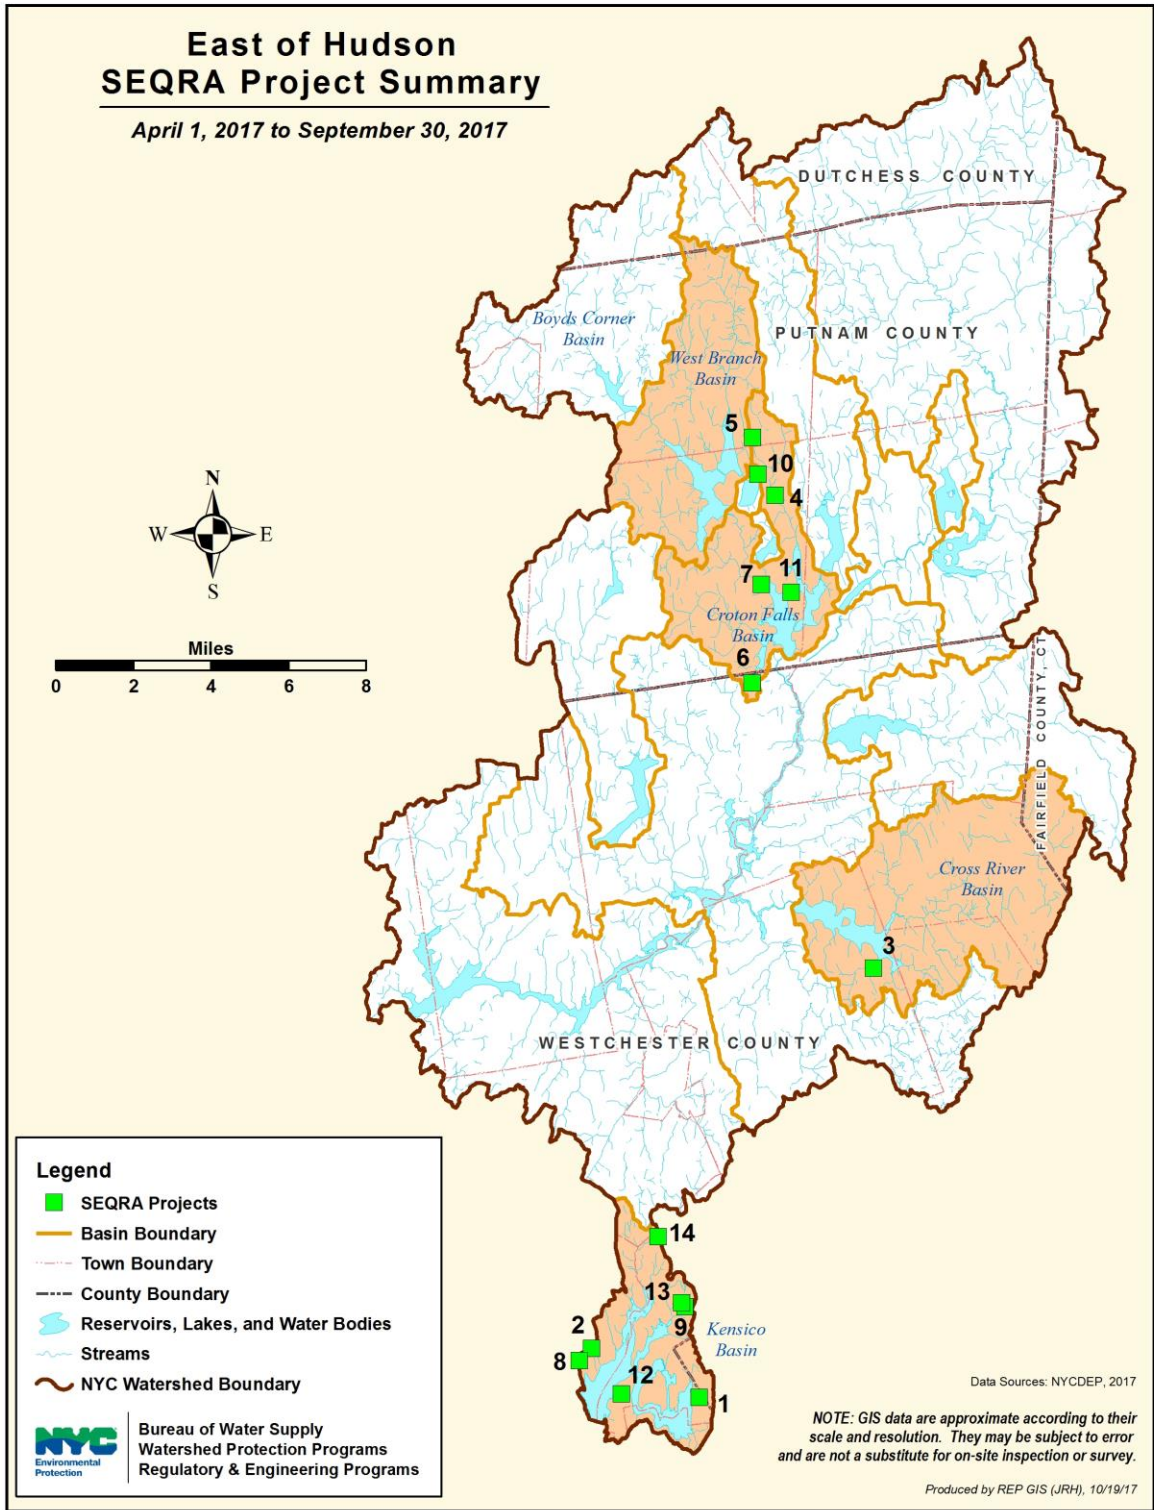 East of Hudson
SEQRA Project Summary
April 1, 2017 to September 30, 2017
DUTCHESS COUNTY
Boyds Corner
Basin
PUTNAM COUNTY
West Branch
Basin
5
10
4
N
W E
S
7
11
Croton Falls
Basin
6
Miles
0 2 4 6 8
FAIRFIELD COUNTY, CT
Cross River
Basin
3
WESTCHESTER COUNTY
14
13
9
Kensico
Basin
2
8
12
1
Legend
SEQRA Projects
Basin Boundary
Town Boundary
County Boundary
Reservoirs, Lakes, and Water Bodies
Streams
NYC Watershed Boundary
NYC
Environmental
Protection
Bureau of Water Supply
Watershed Protection Programs
Regulatory & Engineering Programs
Data Sources: NYCDEP, 2017
NOTE: GIS data are approximate according to their
scale and resolution. They may be subject to error
and are not a substitute for on-site inspection or survey.
Produced by REP GIS (JRH), 10/19/17